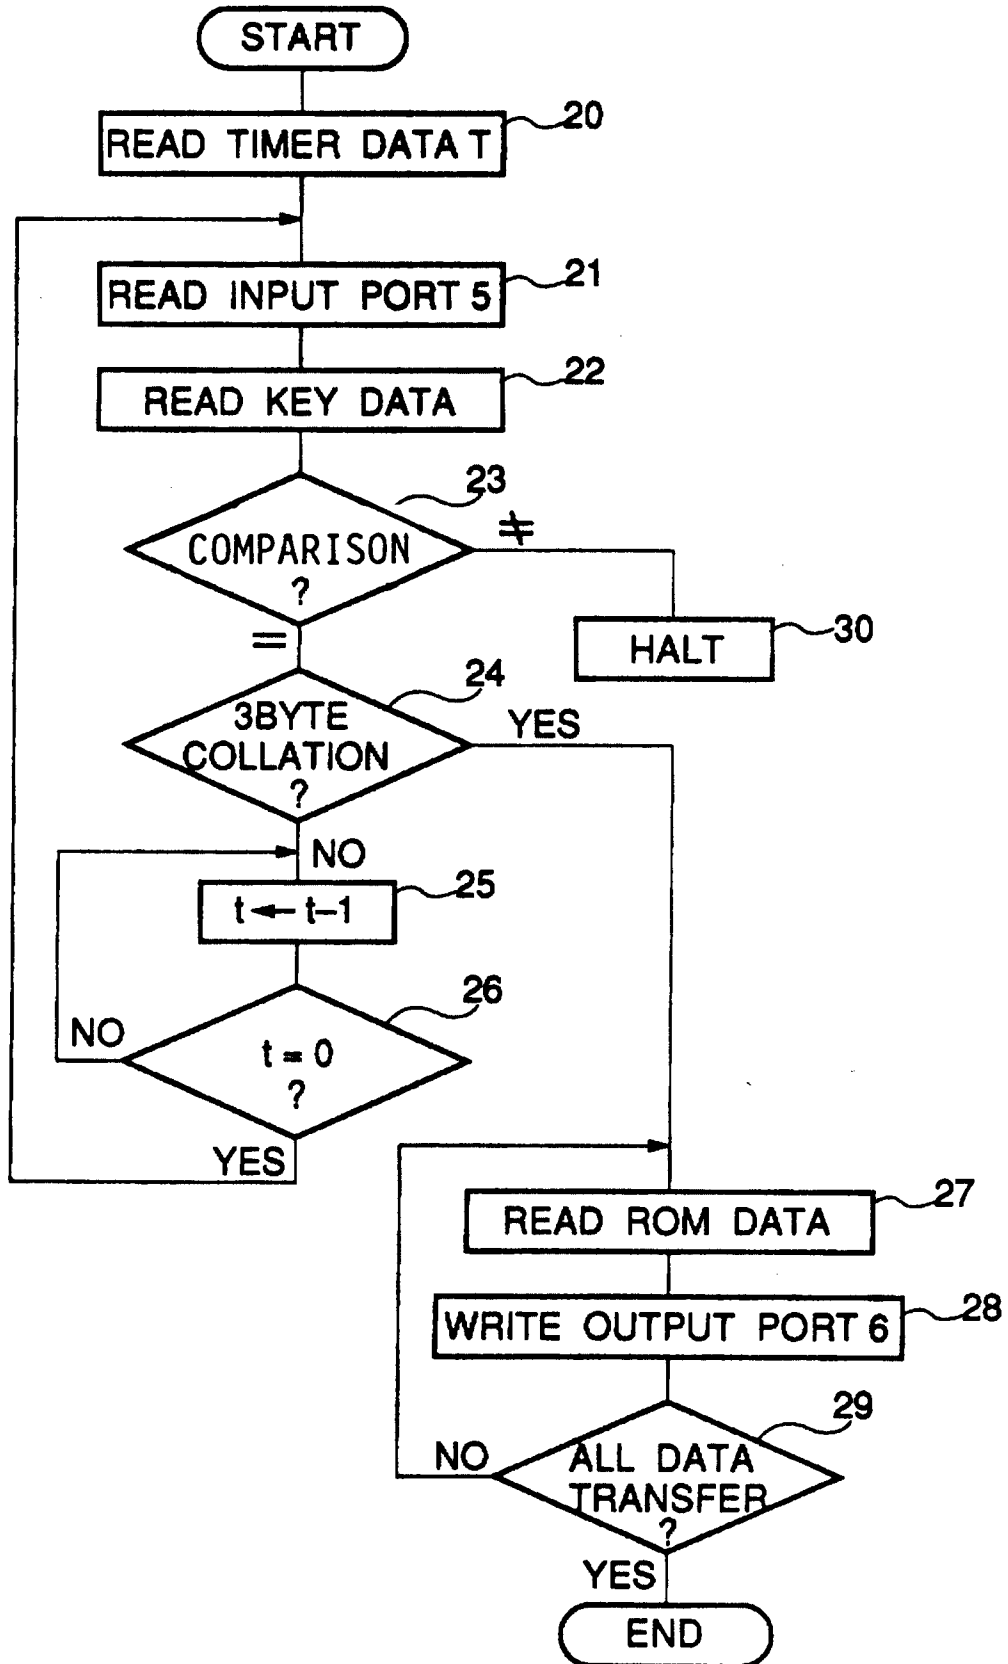 START
READ TIMER DATA T
20
READ INPUT PORT 5
21
READ KEY DATA
22
23
COMPARISON
?
≠
=
HALT
30
24
3BYTE
COLLATION
?
YES
NO
25
t ← t–1
26
NO
t = 0
?
YES
27
READ ROM DATA
28
WRITE OUTPUT PORT 6
29
NO
ALL DATA
TRANSFER
?
YES
END